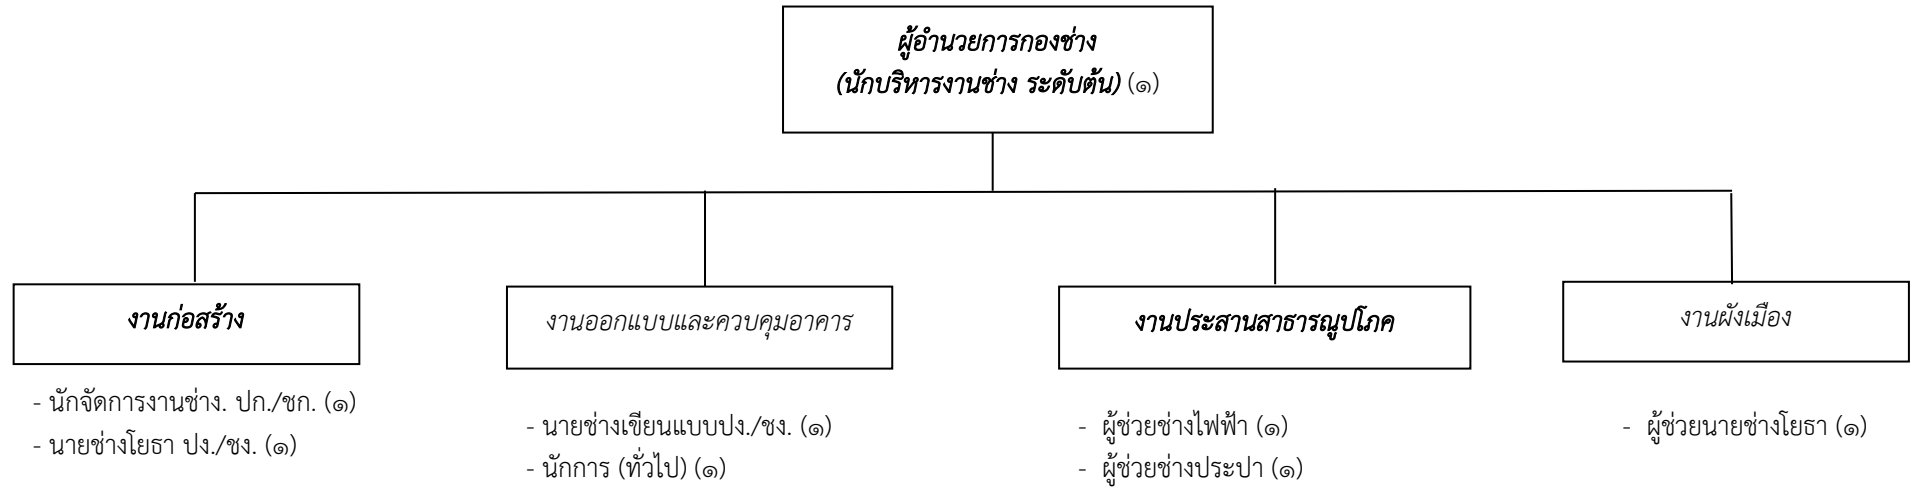 ผู้อำนวยการกองช่าง
(นักบริหารงานช่าง ระดับต้น) (๑)
งานก่อสร้าง
- นักจัดการงานช่าง. ปก./ชก. (๑)
- นายช่างโยธา ปง./ชง. (๑)
งานออกแบบและควบคุมอาคาร
- นายช่างเขียนแบบปง./ชง. (๑)
- นักการ (ทั่วไป) (๑)
งานประสานสาธารณูปโภค
- ผู้ช่วยช่างไฟฟ้า (๑)
- ผู้ช่วยช่างประปา (๑)
งานผังเมือง
- ผู้ช่วยนายช่างโยธา (๑)